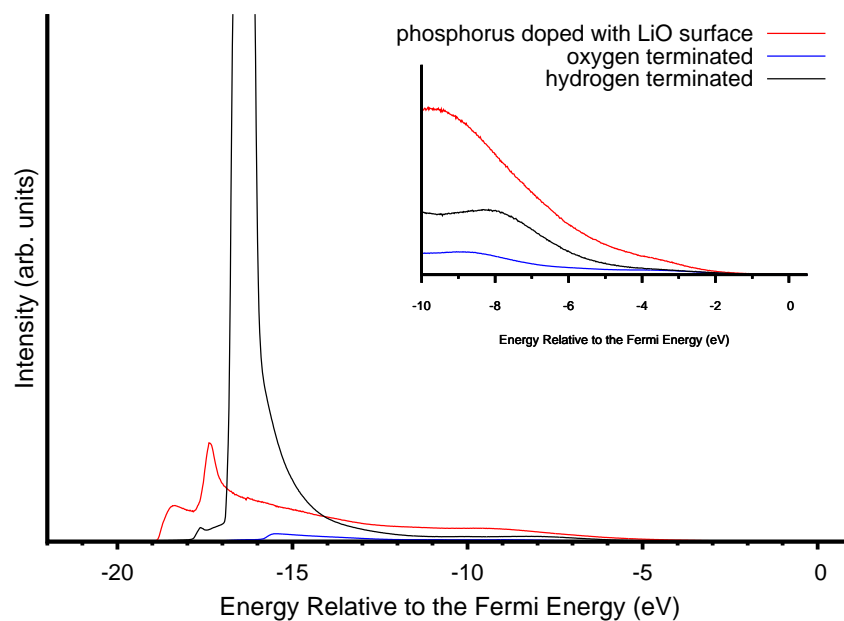 phosphorus doped with LiO surface
oxygen terminated
hydrogen terminated
Intensity (arb. units)
-10 -8 -6 -4 -2 0
Energy Relative to the Fermi Energy (eV)
-20 -15 -10 -5 0
Energy Relative to the Fermi Energy (eV)